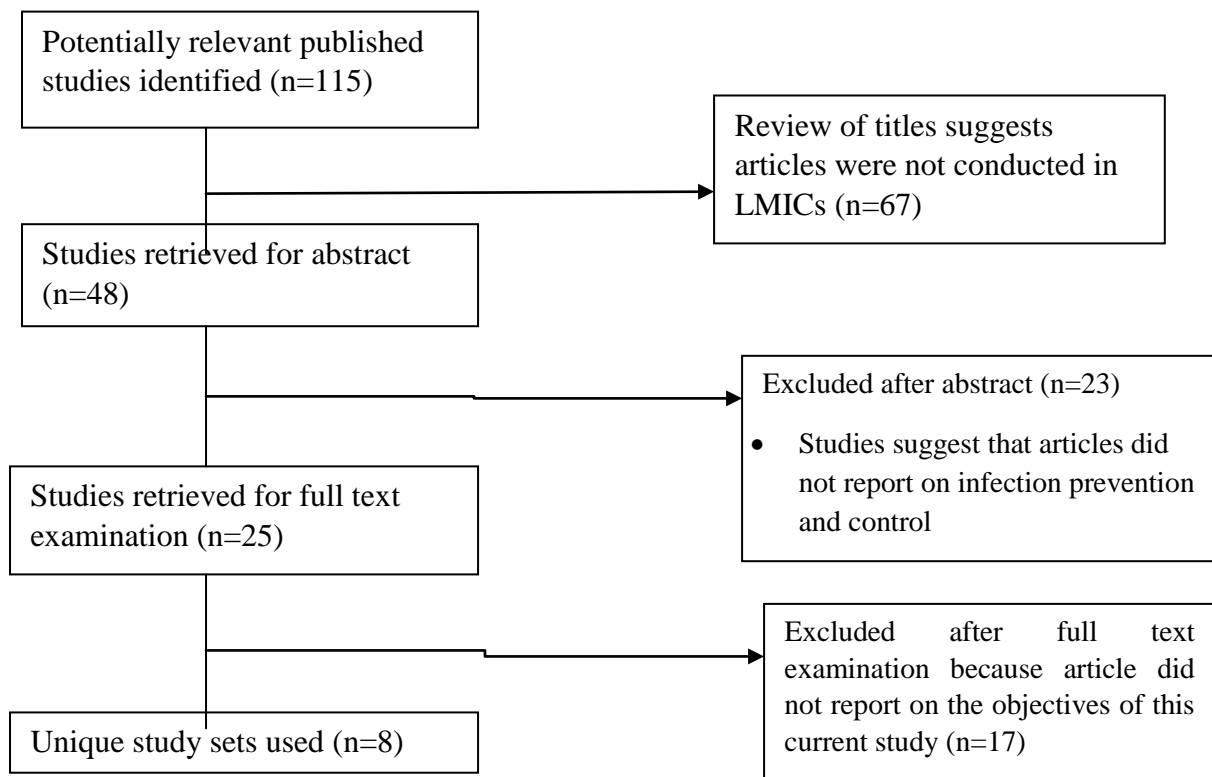 Potentially relevant published
studies identified (n=115)
Review of titles suggests
articles were not conducted in
LMICs (n=67)
Studies retrieved for abstract
(n=48)
Excluded after abstract (n=23)
• Studies suggest that articles did
not report on infection prevention
and control
Studies retrieved for full text
examination (n=25)
Excluded after full text
examination because article did
not report on the objectives of this
current study (n=17)
Unique study sets used (n=8)